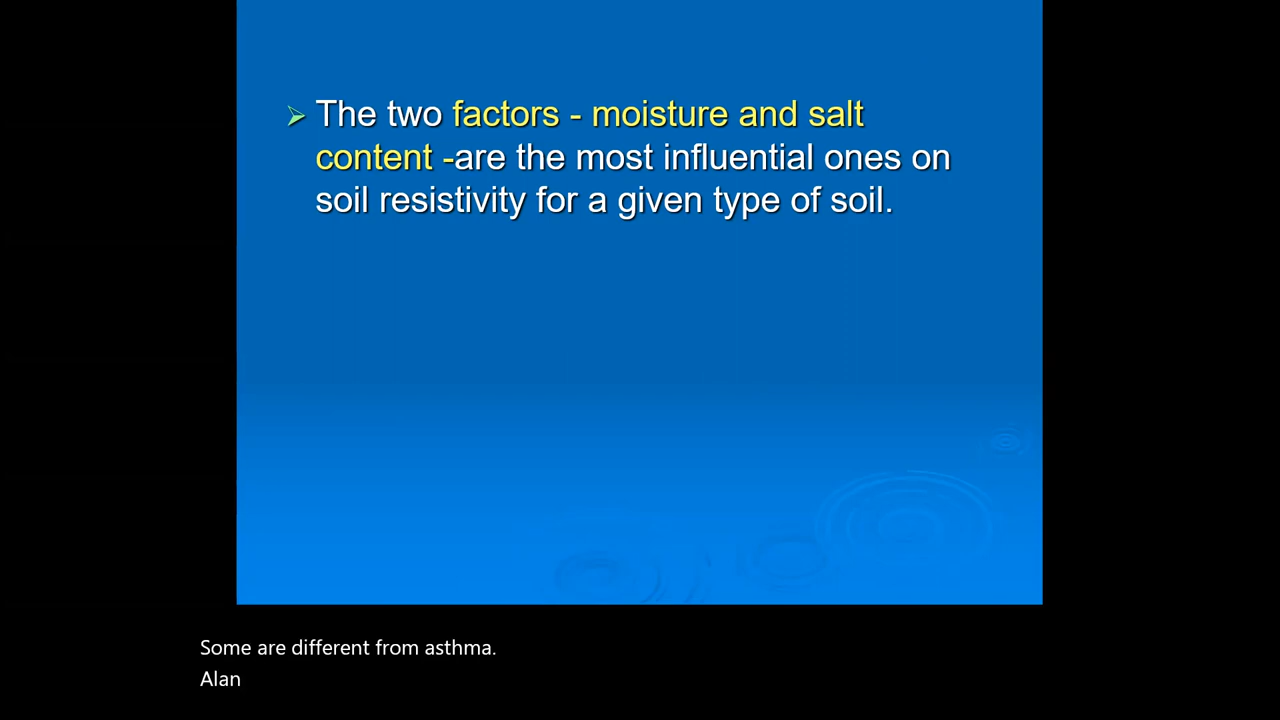 The two factors - moisture and salt
content -are the most influential ones on
soil resistivity for a given type of soil.
Some are different from asthma.
Alan